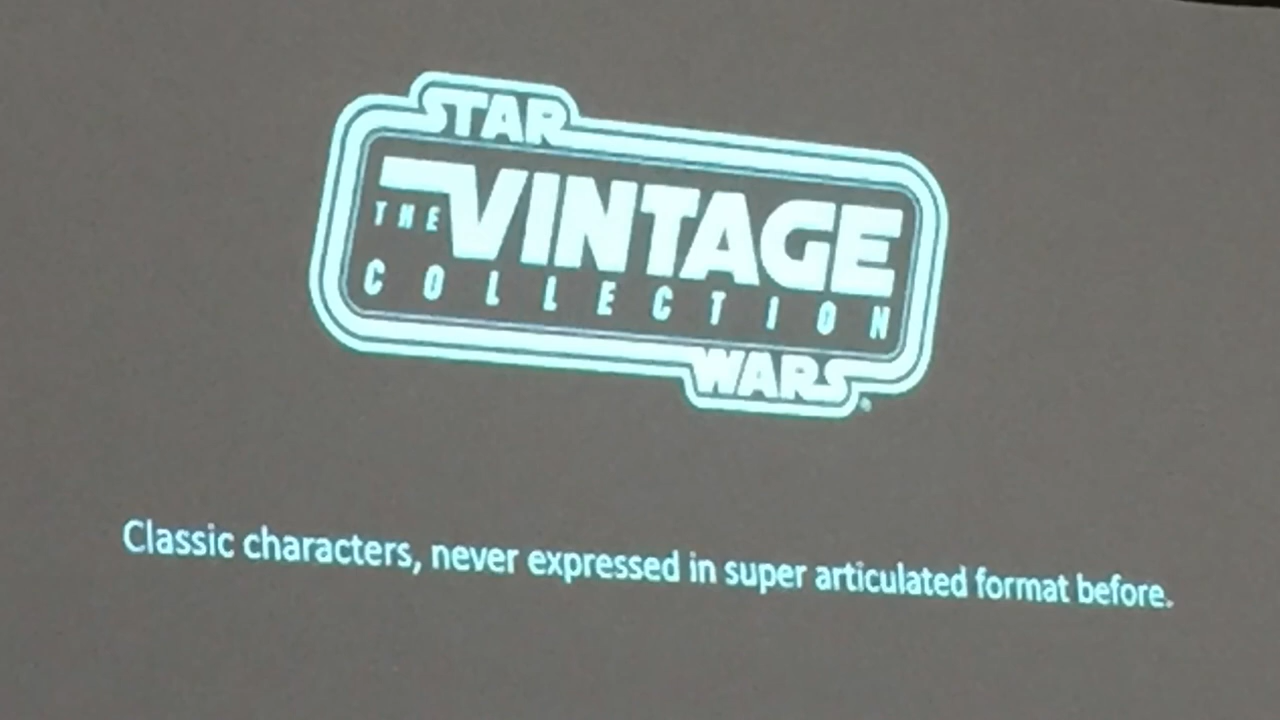 STAR
THE VINTAGE
COLLECTION
WARS
Classic characters, never expressed in super articulated format before.